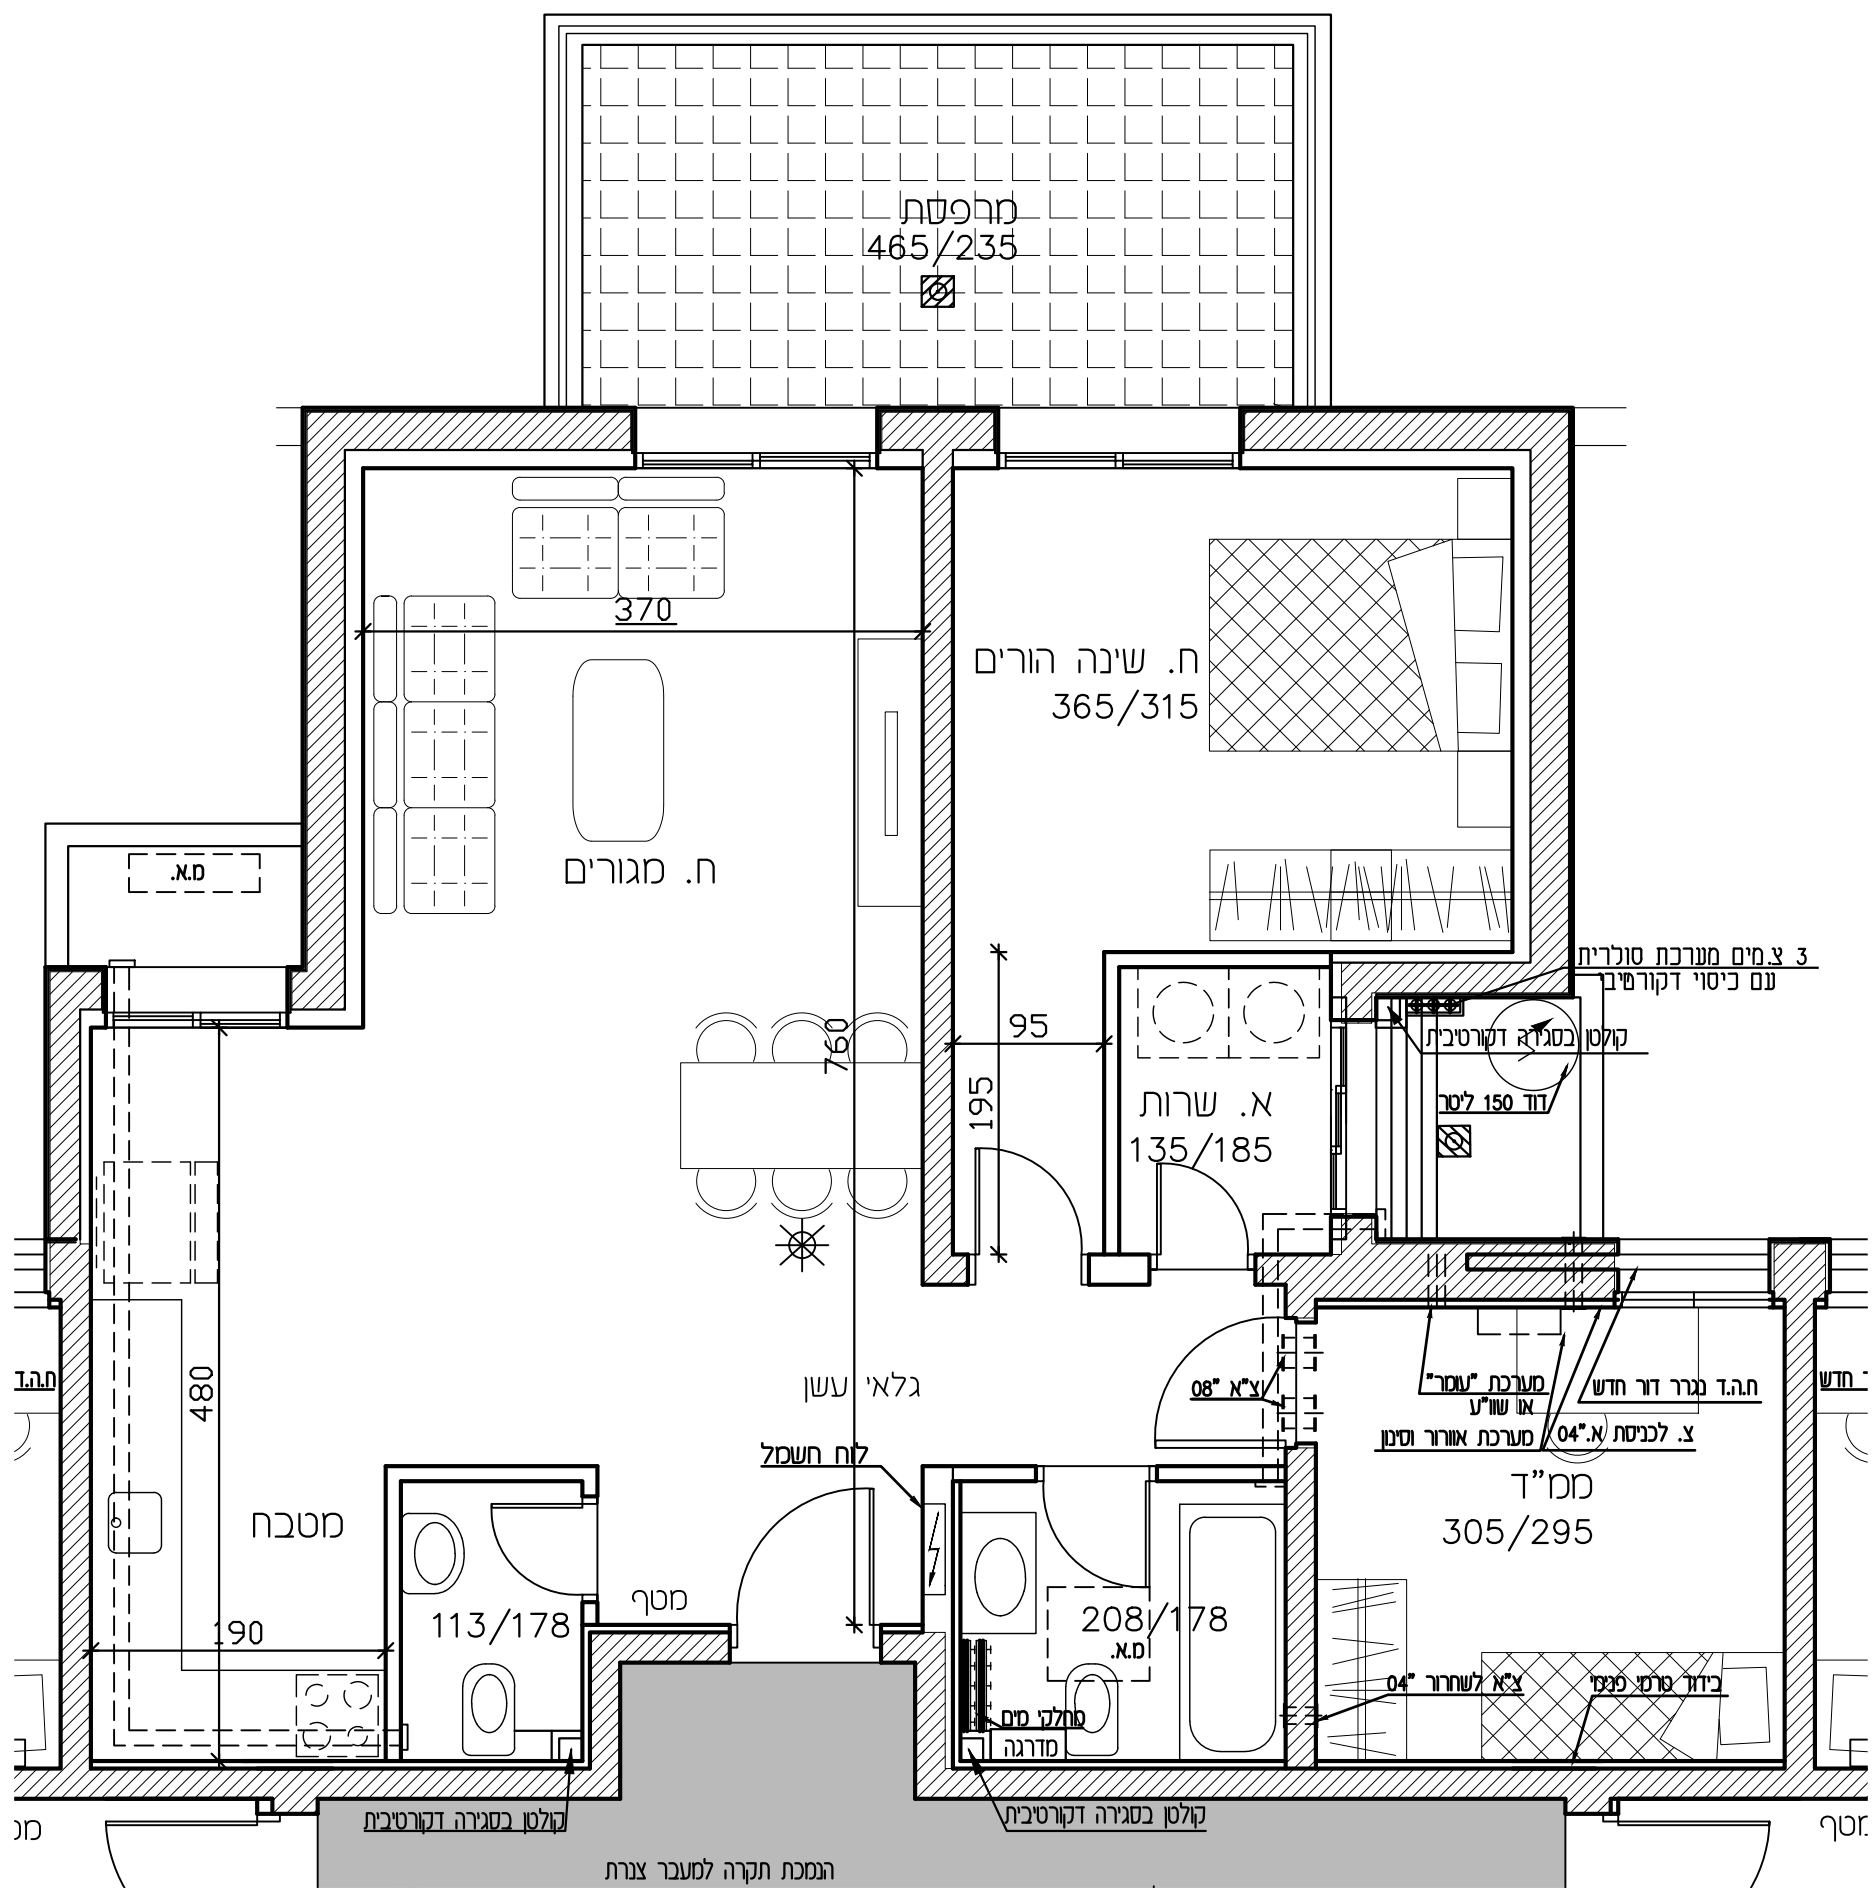 מרפסת
465/235
370
ח. שינה הורים
365/315
ח. מגורים
מ.א.
3 צ.מים מערכת סולרית
עם כיסוי דקורטיבי
קולטן בסגירה דקורטיבית
דוד 150 ליטר
95
195
760
א. שרות
135/185
480
גלאי עשן
לוח חשמל
צ"א "08
מערכת "עומר"
או שוו"ע
ח.ה.ד נגרר דור חדש
צ. לכניסת א."04
מערכת אוורור וסינון
ח.ה.ד
חדש
ממ"ד
305/295
מטבח
מטף
113/178
190
208/178
מ.א.
צ"א לשחרור "04
בידוד טרמי פנימי
מחלקי מים
מדרגה
קולטן בסגירה דקורטיבית
קולטן בסגירה דקורטיבית
מטף
הנמכת תקרה למעבר צנרת